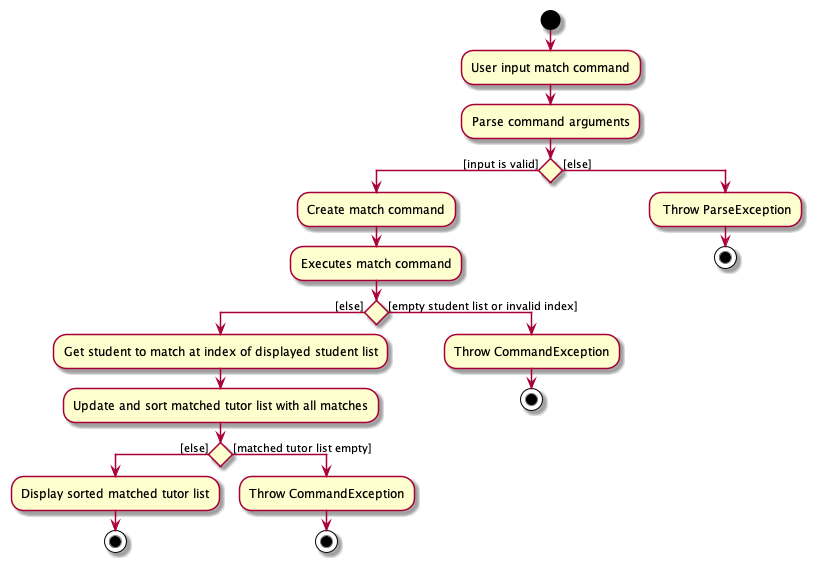 User input match command
Parse command arguments
[input is valid]
[else]
Create match command
Throw ParseException
Executes match command
[else]
[empty student list or invalid index]
Get student to match at index of displayed student list
Throw CommandException
Update and sort matched tutor list with all matches
[else]
[matched tutor list empty]
Display sorted matched tutor list
Throw CommandException